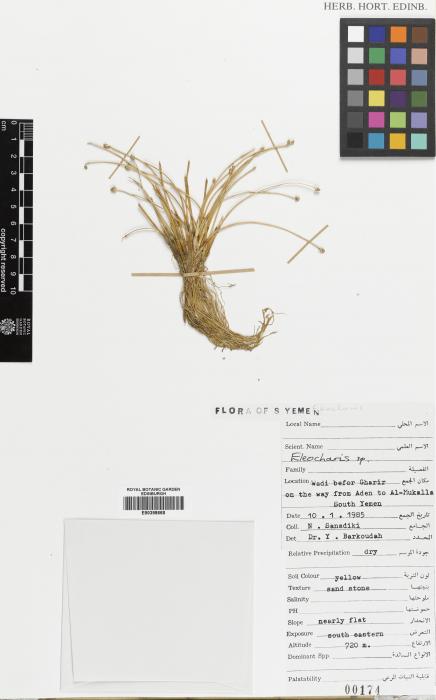 HERB. HORT. EDINB.
cm
0
1
2
3
4
5
6
7
8
9
10
copyright reserved
ROYAL BOTANIC GARDEN
EDINBURGH
FLORA OF S YEMEN
Local Name الاسم المحلي
Scient. Name الاسم العلمي
Eleocharis sp.
Family الفصيلة
Location Wadi befor Gharir مكان الجمع
on the way from Aden to Al-Mukalla
South Yemen
Date 10 . 1 . 1985 تاريخ الجمع
Coll. N . Sanadiki الجامع
Det Dr. Y . Barkoudah المحدد
Relative Precipitation dry
Soil Colour yellow لون التربة
Texture sand stone بنيتها
Salinity ملوحتها
PH حموضتها
Slope nearly flat الانحدار
Exposure south eastern التعرض
Altitude 720 m. الارتفاع
Dominant Spp. الانواع السائدة
Palatability قابلية النبات للرعي
00174
ROYAL BOTANIC GARDEN
EDINBURGH